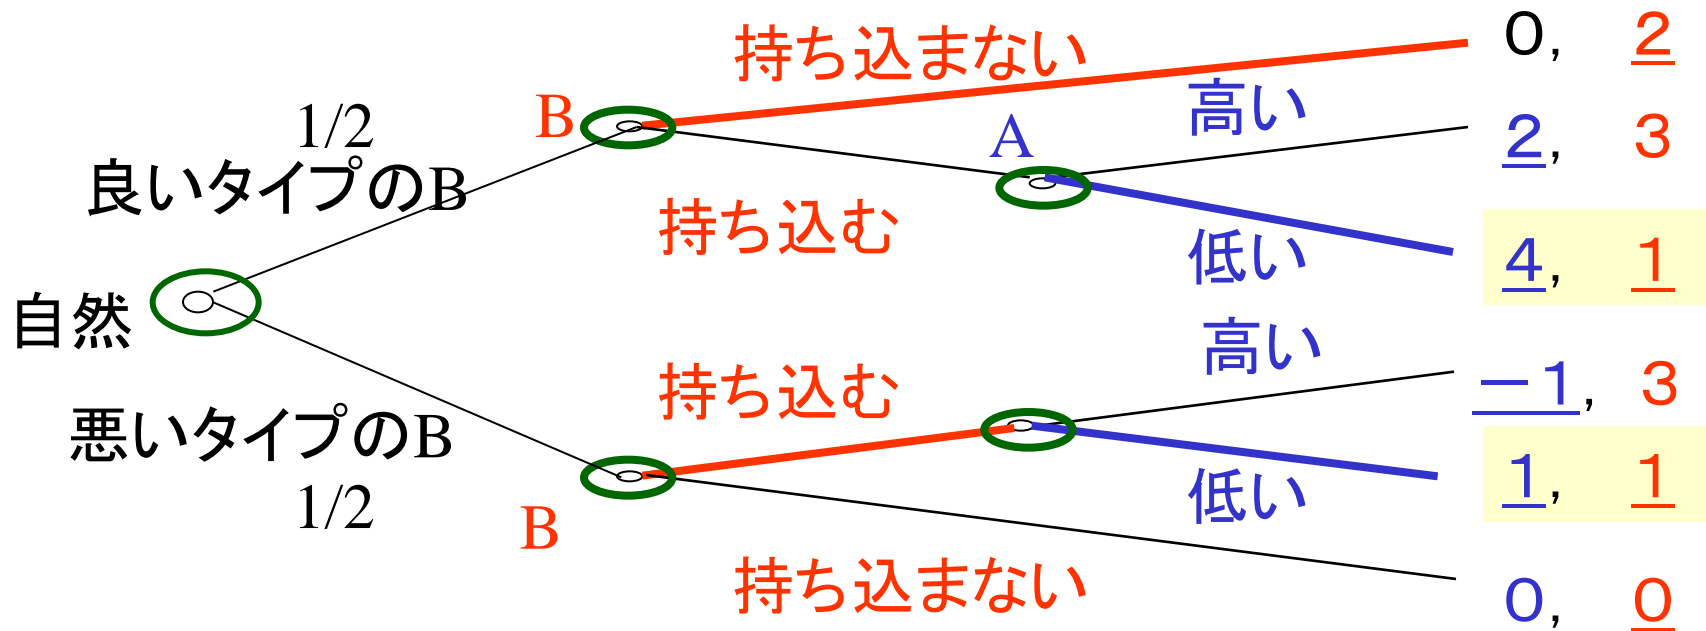 持ち込まない
0, 2
1/2
B
高い
A
2, 3
良いタイプのB
持ち込む
低い
4, 1
自然
高い
持ち込む
−1, 3
悪いタイプのB
低い
1, 1
1/2
B
持ち込まない
0, 0